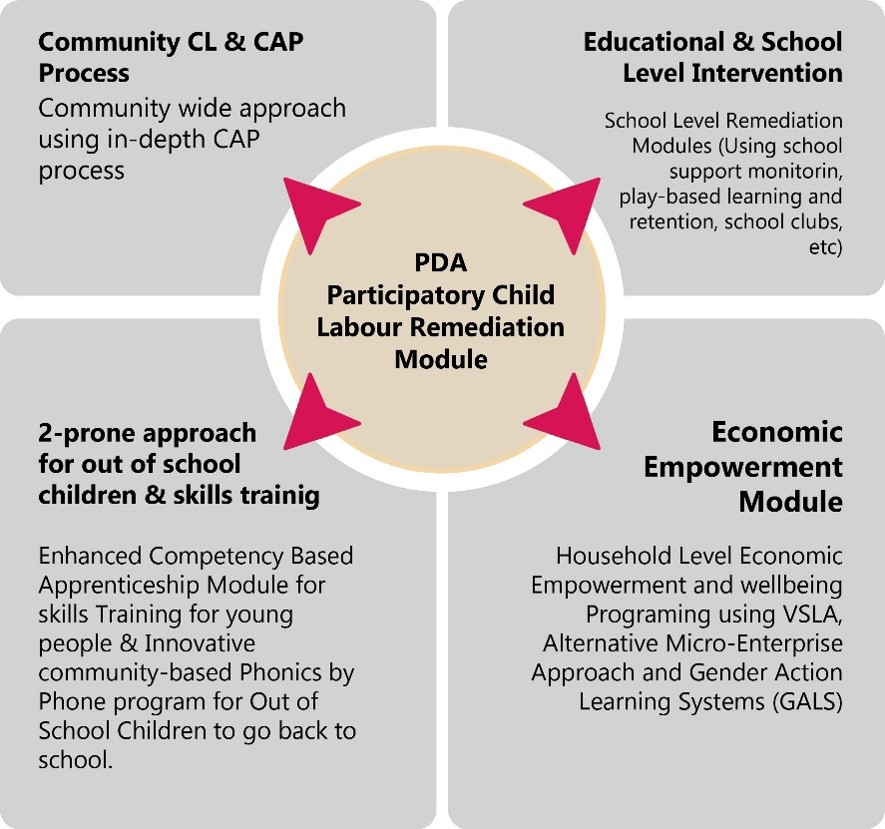 Community CL & CAP
Process
Community wide approach
using in-depth CAP
process
Educational & School
Level Intervention
School Level Remediation
Modules (Using school
support monitorin,
play-based learning and
retention, school clubs,
etc)
PDA
Participatory Child
Labour Remediation
Module
2-prone approach
for out of school
children & skills trainig
Enhanced Competency Based
Apprenticeship Module for
skills Training for young
people & Innovative
community-based Phonics by
Phone program for Out of
School Children to go back to
school.
Economic
Empowerment
Module
Household Level Economic
Empowerment and wellbeing
Programing using VSLA,
Alternative Micro-Enterprise
Approach and Gender Action
Learning Systems (GALS)